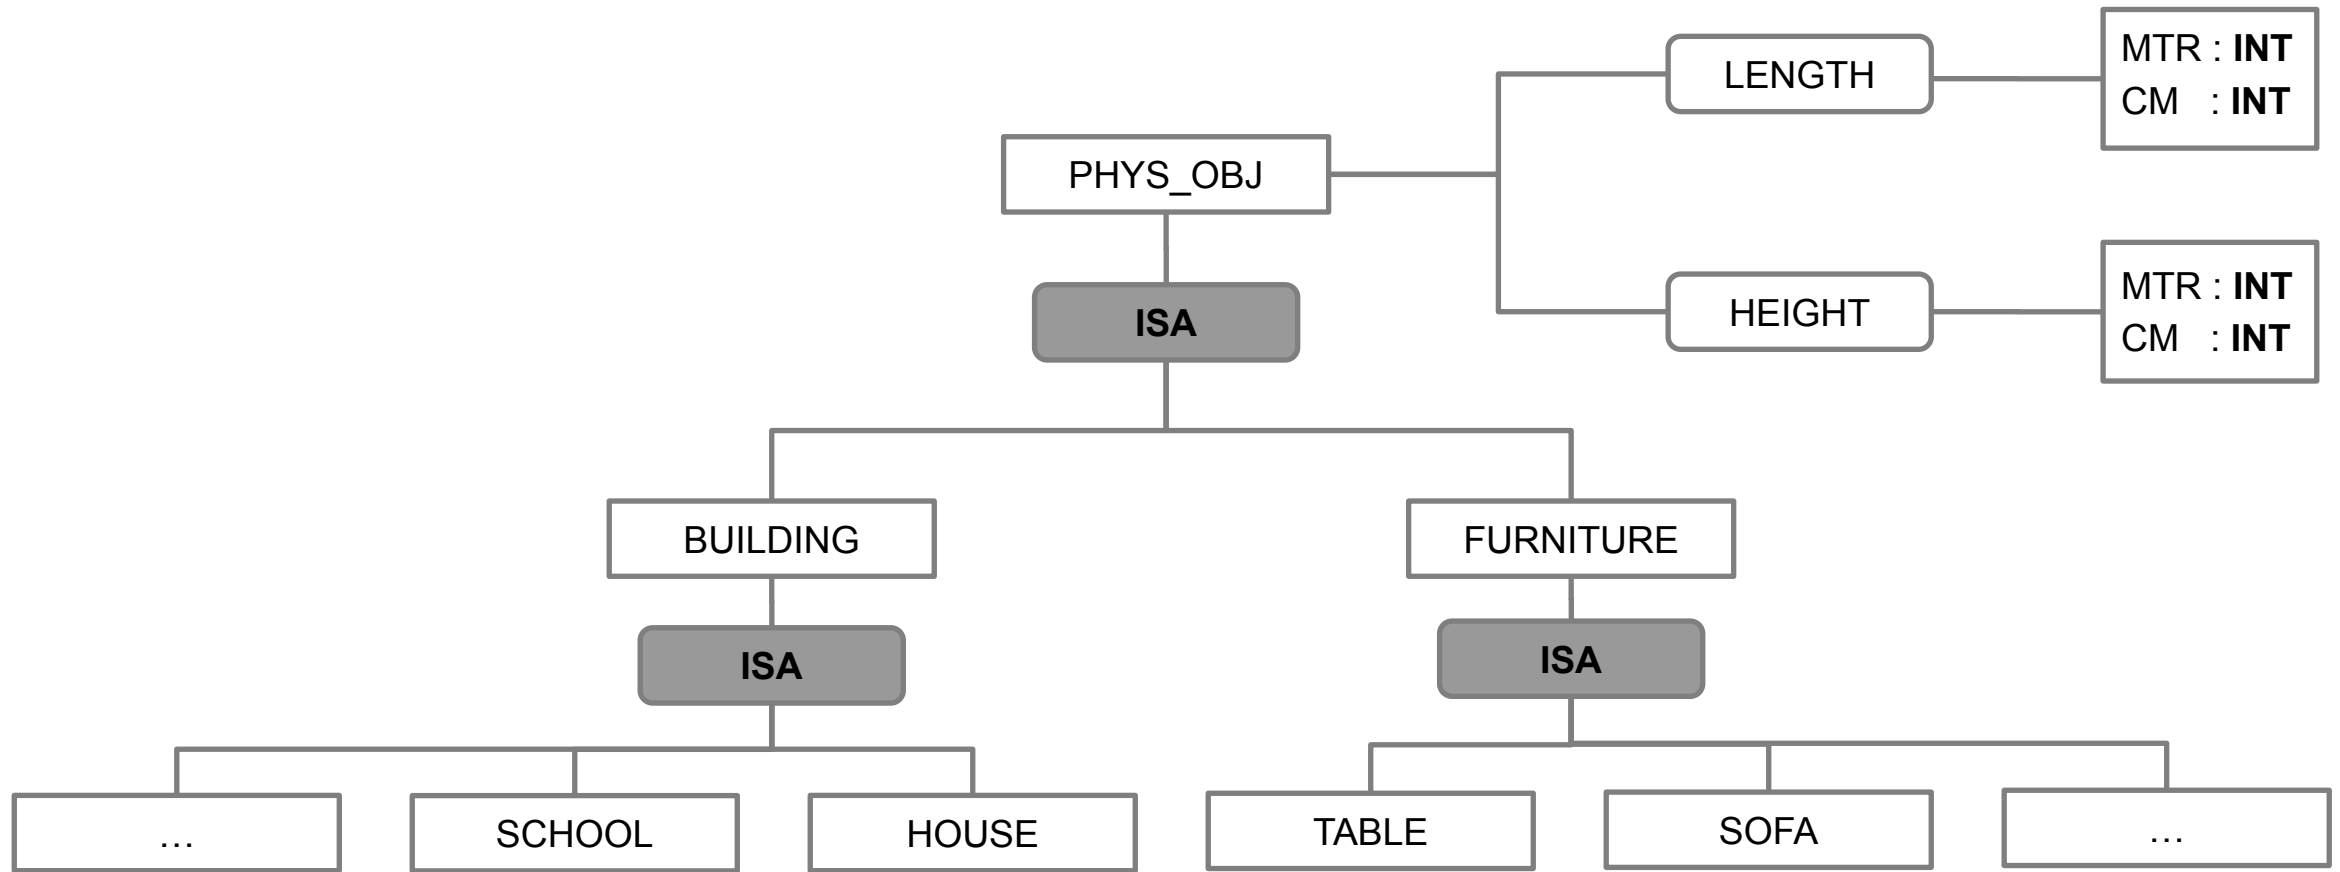 LENGTH
MTR : INT
CM : INT
PHYS_OBJ
HEIGHT
MTR : INT
CM : INT
ISA
BUILDING
FURNITURE
ISA
ISA
…
SCHOOL
HOUSE
TABLE
SOFA
…